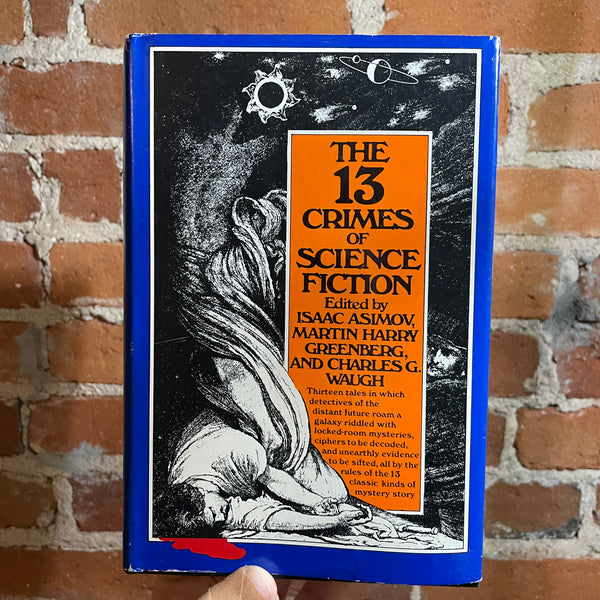 THE
13
CRIMES
OF
SCIENCE
FICTION
Edited by
ISAAC ASIMOV,
MARTIN HARRY
GREENBERG,
AND CHARLES G.
WAUGH
Thirteen tales in which
detectives of the
distant future roam a
galaxy riddled with
locked-room mysteries,
ciphers to be decoded,
and unearthly evidence
to be sifted, all by the
rules of the 13
classic kinds of
mystery story